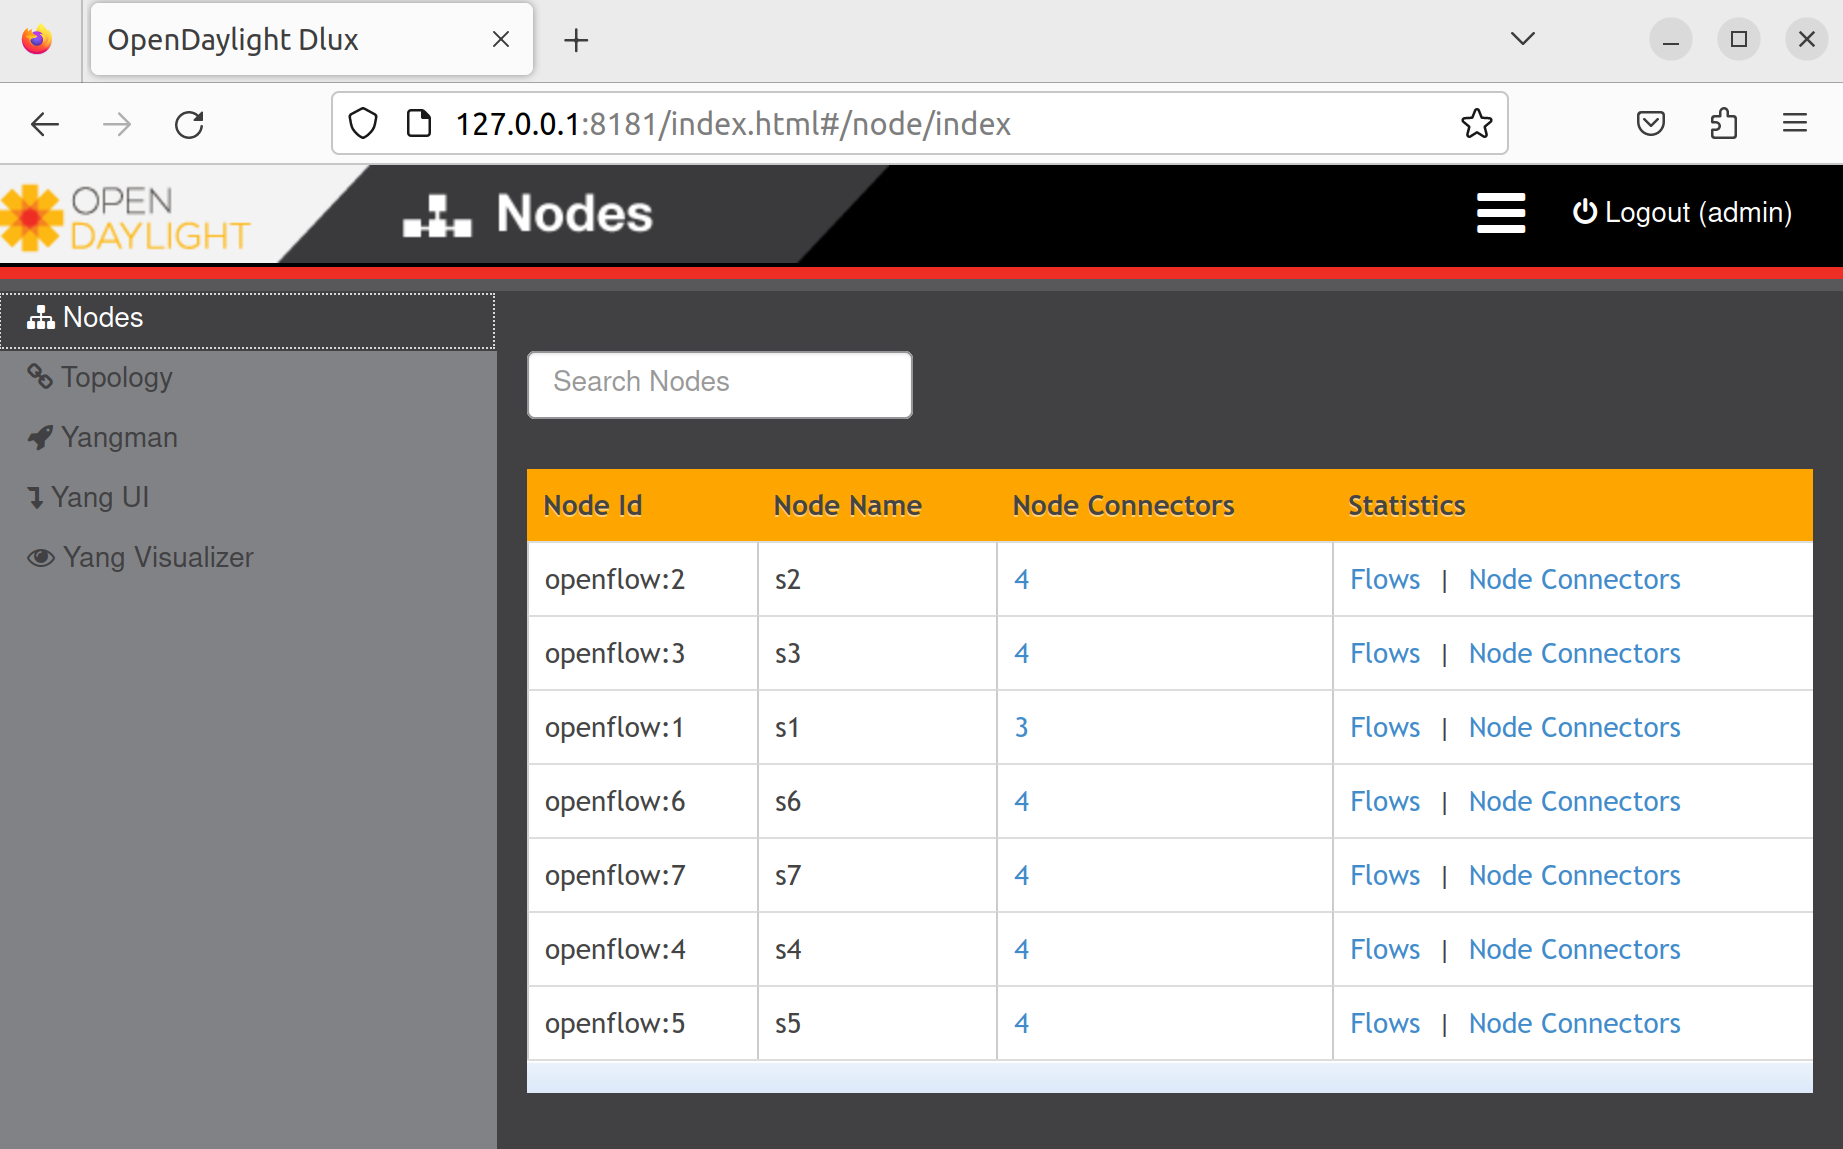 OpenDaylight Dlux
127.0.0.1:8181/index.html#/node/index
OPEN
DAYLIGHT
Nodes
Logout (admin)
Nodes
Topology
Yangman
Yang UI
Yang Visualizer
Search Nodes
Node Id Node Name Node Connectors Statistics
openflow:2 s2 4 Flows | Node Connectors
openflow:3 s3 4 Flows | Node Connectors
openflow:1 s1 3 Flows | Node Connectors
openflow:6 s6 4 Flows | Node Connectors
openflow:7 s7 4 Flows | Node Connectors
openflow:4 s4 4 Flows | Node Connectors
openflow:5 s5 4 Flows | Node Connectors